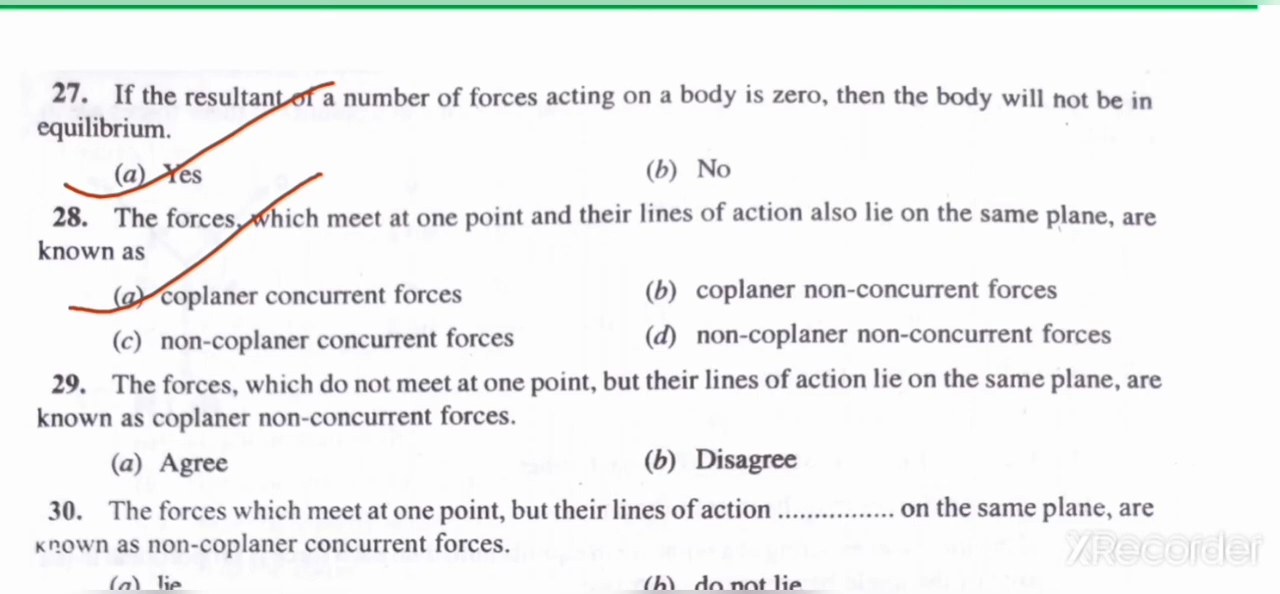 27. If the resultant of a number of forces acting on a body is zero, then the body will not be in
equilibrium.
(a) Yes (b) No
28. The forces, which meet at one point and their lines of action also lie on the same plane, are
known as
(a) coplaner concurrent forces (b) coplaner non-concurrent forces
(c) non-coplaner concurrent forces (d) non-coplaner non-concurrent forces
29. The forces, which do not meet at one point, but their lines of action lie on the same plane, are
known as coplaner non-concurrent forces.
(a) Agree (b) Disagree
30. The forces which meet at one point, but their lines of action ................ on the same plane, are
known as non-coplaner concurrent forces.
(a) lie (b) do not lie
XRecorder